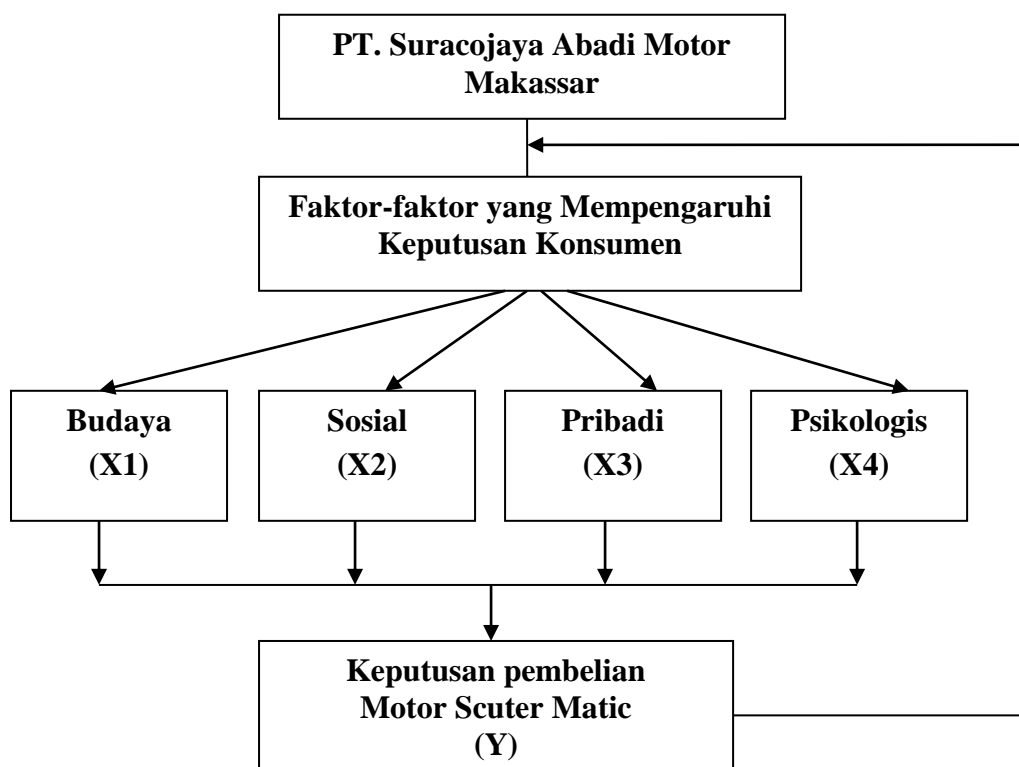 PT. Suracojaya Abadi Motor
Makassar
Faktor-faktor yang Mempengaruhi
Keputusan Konsumen
Budaya
(X1)
Sosial
(X2)
Pribadi
(X3)
Psikologis
(X4)
Keputusan pembelian
Motor Scuter Matic
(Y)